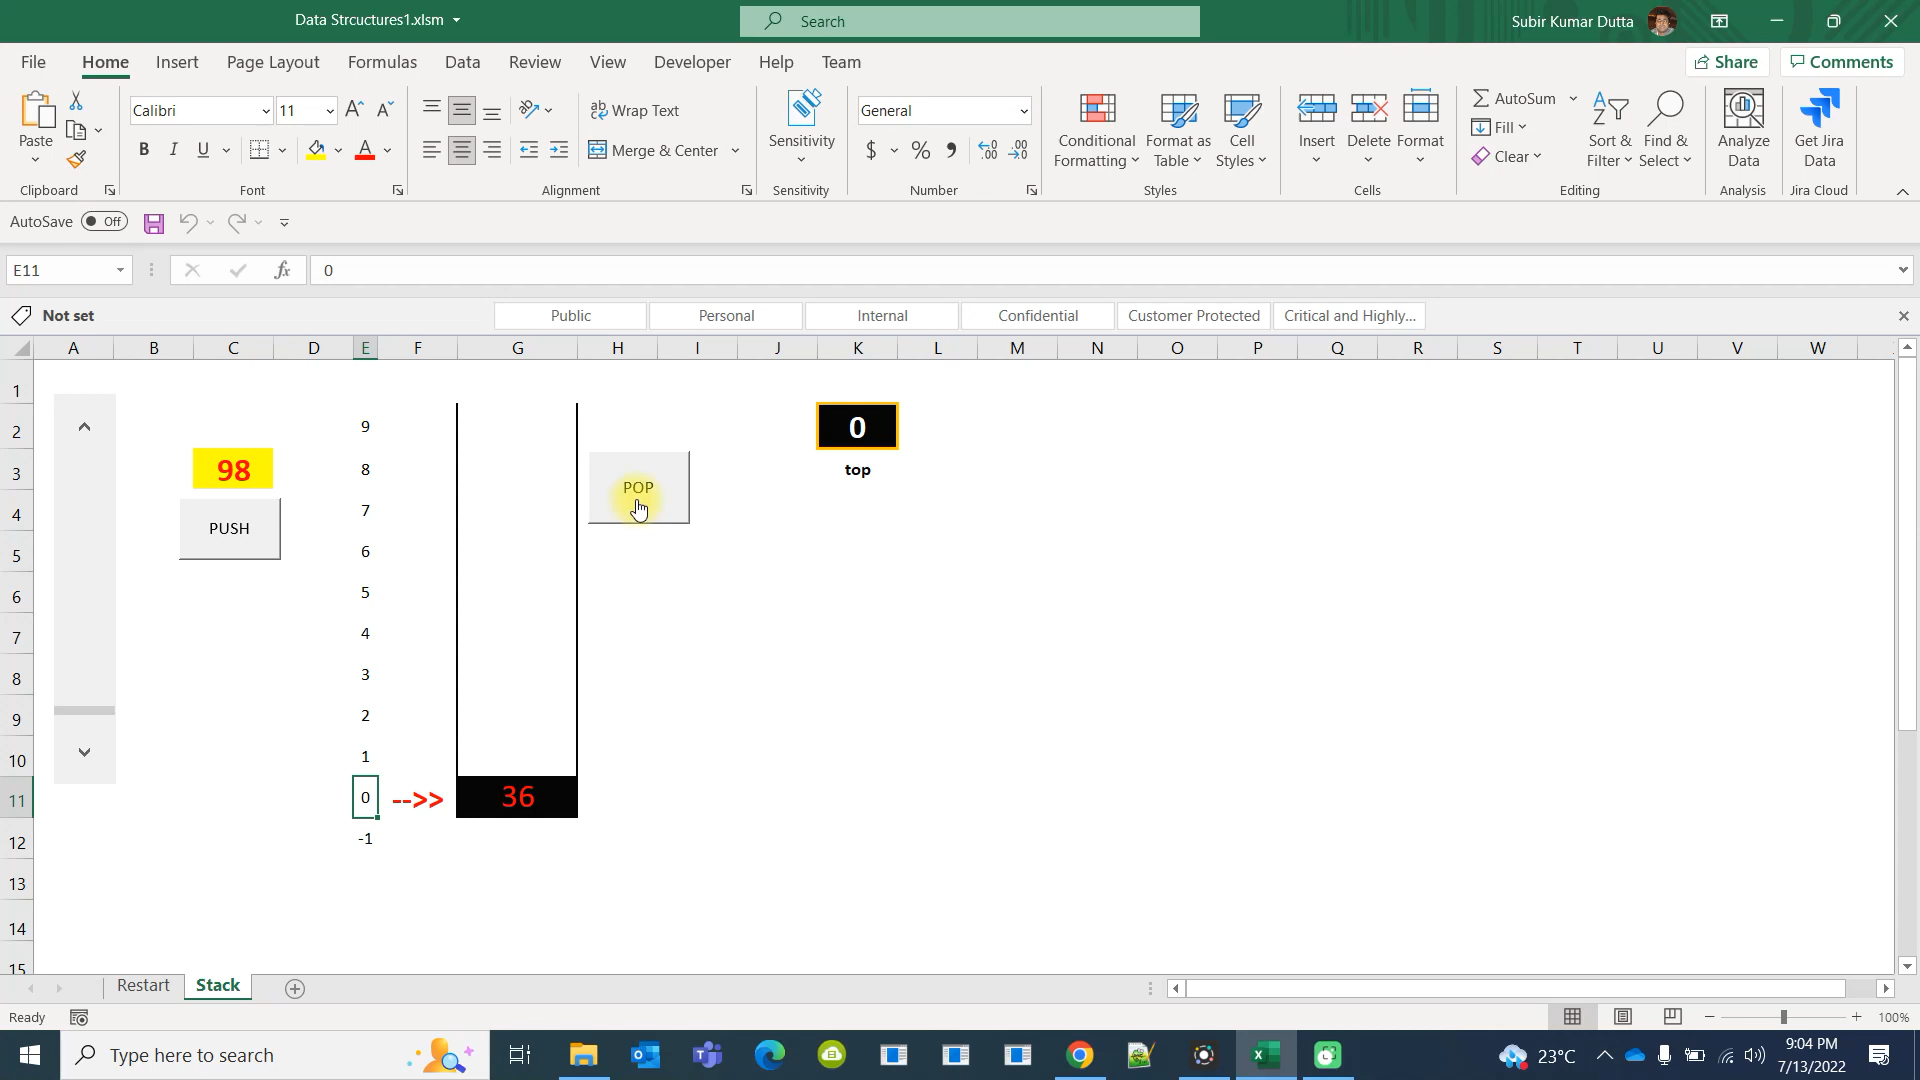 Data Strcuctures1.xlsm
Search
Subir Kumar Dutta
File Home Insert Page Layout Formulas Data Review View Developer Help Team
Share
Comments
Calibri 11
Wrap Text
General
AutoSum
Paste
B I U
Merge & Center
$ % ,
Sensitivity
Conditional Formatting
Format as Table
Cell Styles
Insert Delete Format
Fill
Clear
Sort & Filter
Find & Select
Analyze Data
Get Jira Data
Clipboard Font Alignment Sensitivity Number Styles Cells Editing Analysis Jira Cloud
AutoSave Off
E11 fx 0
Not set Public Personal Internal Confidential Customer Protected Critical and Highly...
A B C D E F G H I J K L M N O P Q R S T U V W
1
2 9 0
3 98 8 top
POP
4 7
PUSH
5 6
6 5
7 4
8 3
9 2
10 1
11 0 -->> 36
12 -1
13
14
15
Restart Stack
Ready 100%
Type here to search
23°C
9:04 PM
7/13/2022